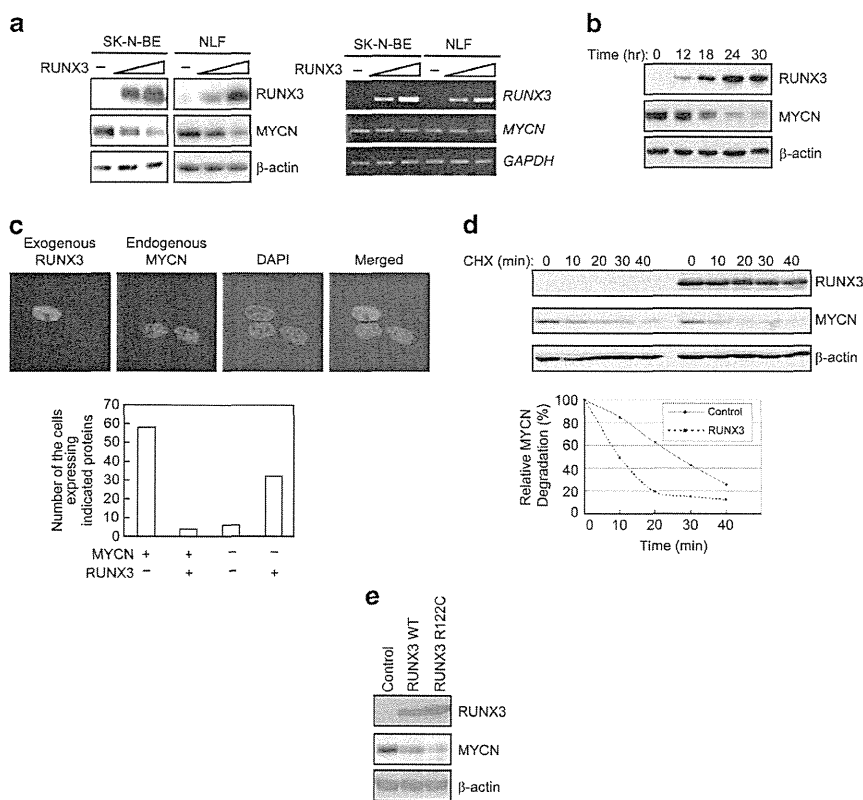 a
SK-N-BE NLF
RUNX3 –
–
RUNX3
MYCN
β-actin
SK-N-BE NLF
RUNX3 – –
RUNX3
MYCN
GAPDH
b
Time (hr): 0 12 18 24 30
RUNX3
MYCN
β-actin
c
Exogenous RUNX3
Endogenous MYCN
DAPI
Merged
Number of the cells
expressing
indicated proteins
70
60
50
40
30
20
10
0
MYCN + + – –
RUNX3 – + – +
d
CHX (min): 0 10 20 30 40 0 10 20 30 40
RUNX3
MYCN
β-actin
Relative MYCN
Degradation (%)
100
80
60
40
20
0
Control
RUNX3
0 10 20 30 40
Time (min)
e
Control
RUNX3 WT
RUNX3 R122C
RUNX3
MYCN
β-actin